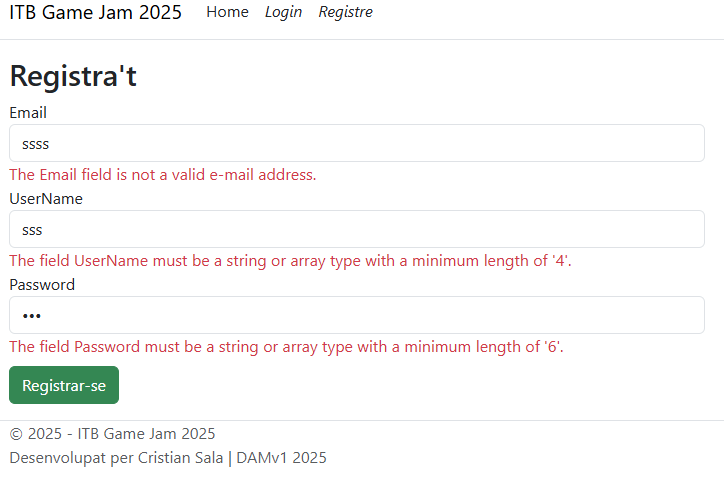 ITB Game Jam 2025 Home Login Registre
Registra't
Email
ssss
The Email field is not a valid e-mail address.
UserName
sss
The field UserName must be a string or array type with a minimum length of '4'.
Password
•••
The field Password must be a string or array type with a minimum length of '6'.
Registrar-se
© 2025 - ITB Game Jam 2025
Desenvolupat per Cristian Sala | DAMv1 2025